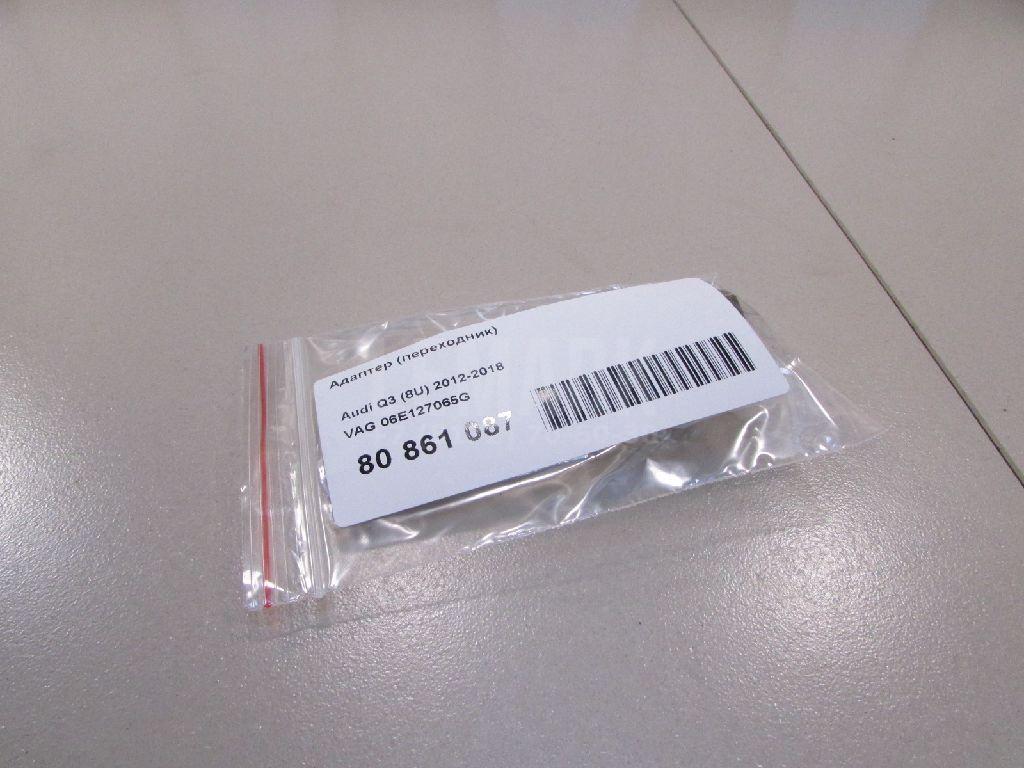 Адаптер (переходник)
Audi Q3 (8U) 2012-2018
VAG 06E127065G
80 861 087